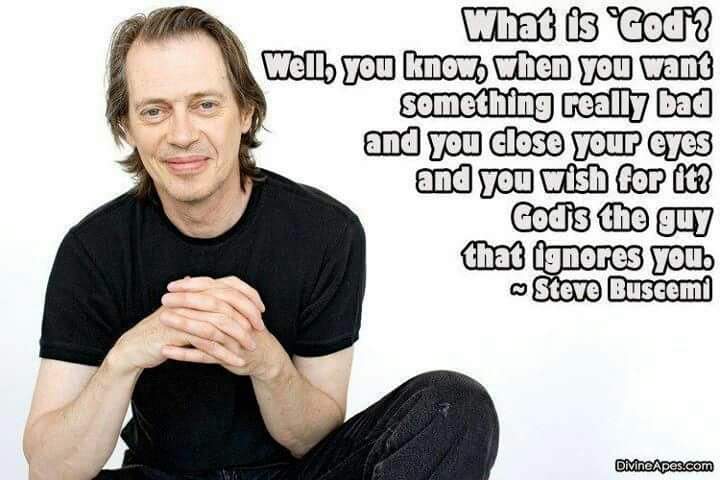 What is `God`?
Well, you know, when you want
something really bad
and you close your eyes
and you wish for it?
God's the guy
that ignores you.
~ Steve Buscemi
DivineApes.com